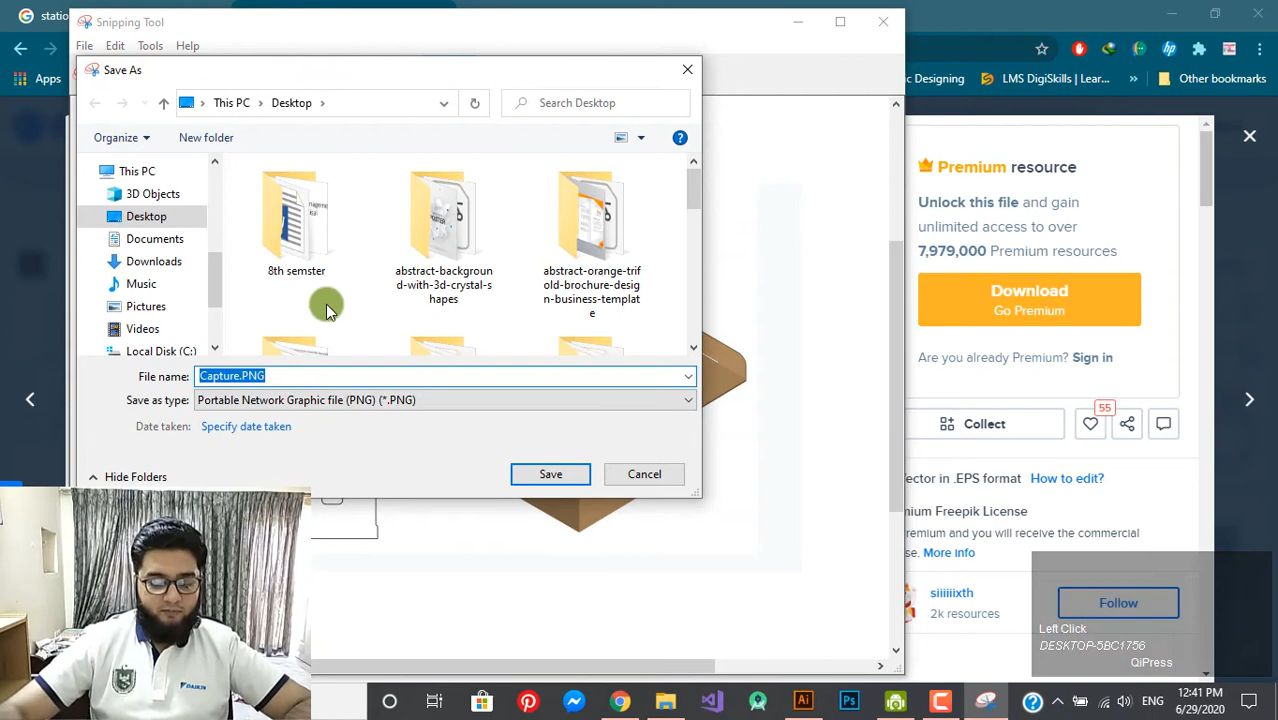 statio
Snipping Tool
File Edit Tools Help
Apps
ic Designing
LMS DigiSkills | Lear...
Other bookmarks
Save As
This PC
Desktop
Search Desktop
Organize
New folder
This PC
3D Objects
Desktop
Documents
Downloads
Music
Pictures
Videos
Local Disk (C:)
8th semster
abstract-backgroun
d-with-3d-crystal-s
hapes
abstract-orange-trif
old-brochure-desig
n-business-templat
e
File name: Capture.PNG
Save as type: Portable Network Graphic file (PNG) (*.PNG)
Date taken: Specify date taken
Hide Folders
Save Cancel
Premium resource
Unlock this file and gain
unlimited access to over
7,979,000 Premium resources
Download
Go Premium
Are you already Premium? Sign in
Collect
55
ector in .EPS format How to edit?
mium Freepik License
remium and you will receive the commercial
se. More info
siiiiiixth
2k resources
Follow
Left Click
DESKTOP-5BC1756
QiPress
DAIKIN
ENG
12:41 PM
6/29/2020